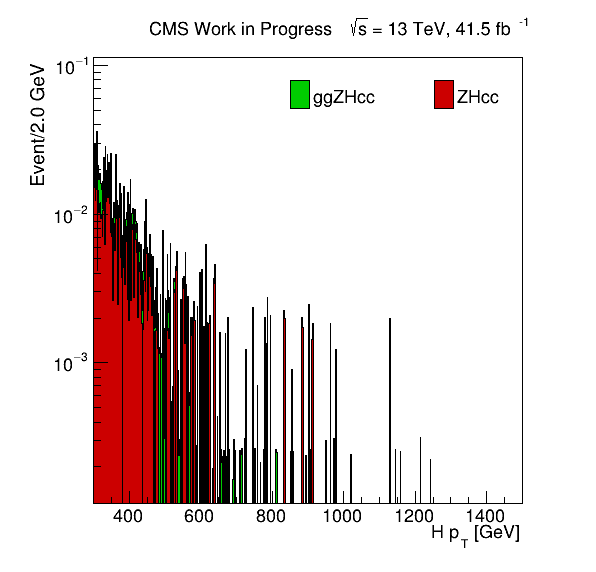 CMS Work in Progress √s = 13 TeV, 41.5 fb⁻¹
Event/2.0 GeV
ggZHcc ZHcc
10⁻¹
10⁻²
10⁻³
400 600 800 1000 1200 1400
H p_T [GeV]